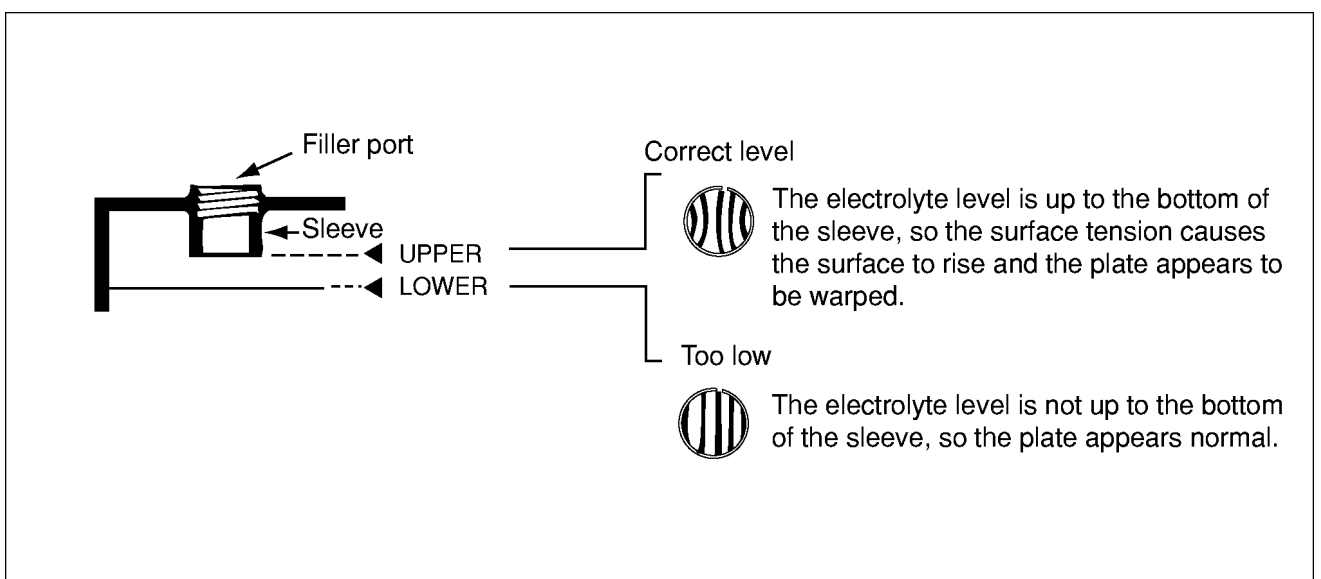 Filler port
Sleeve
UPPER
LOWER
Correct level
The electrolyte level is up to the bottom of
the sleeve, so the surface tension causes
the surface to rise and the plate appears to
be warped.
Too low
The electrolyte level is not up to the bottom
of the sleeve, so the plate appears normal.